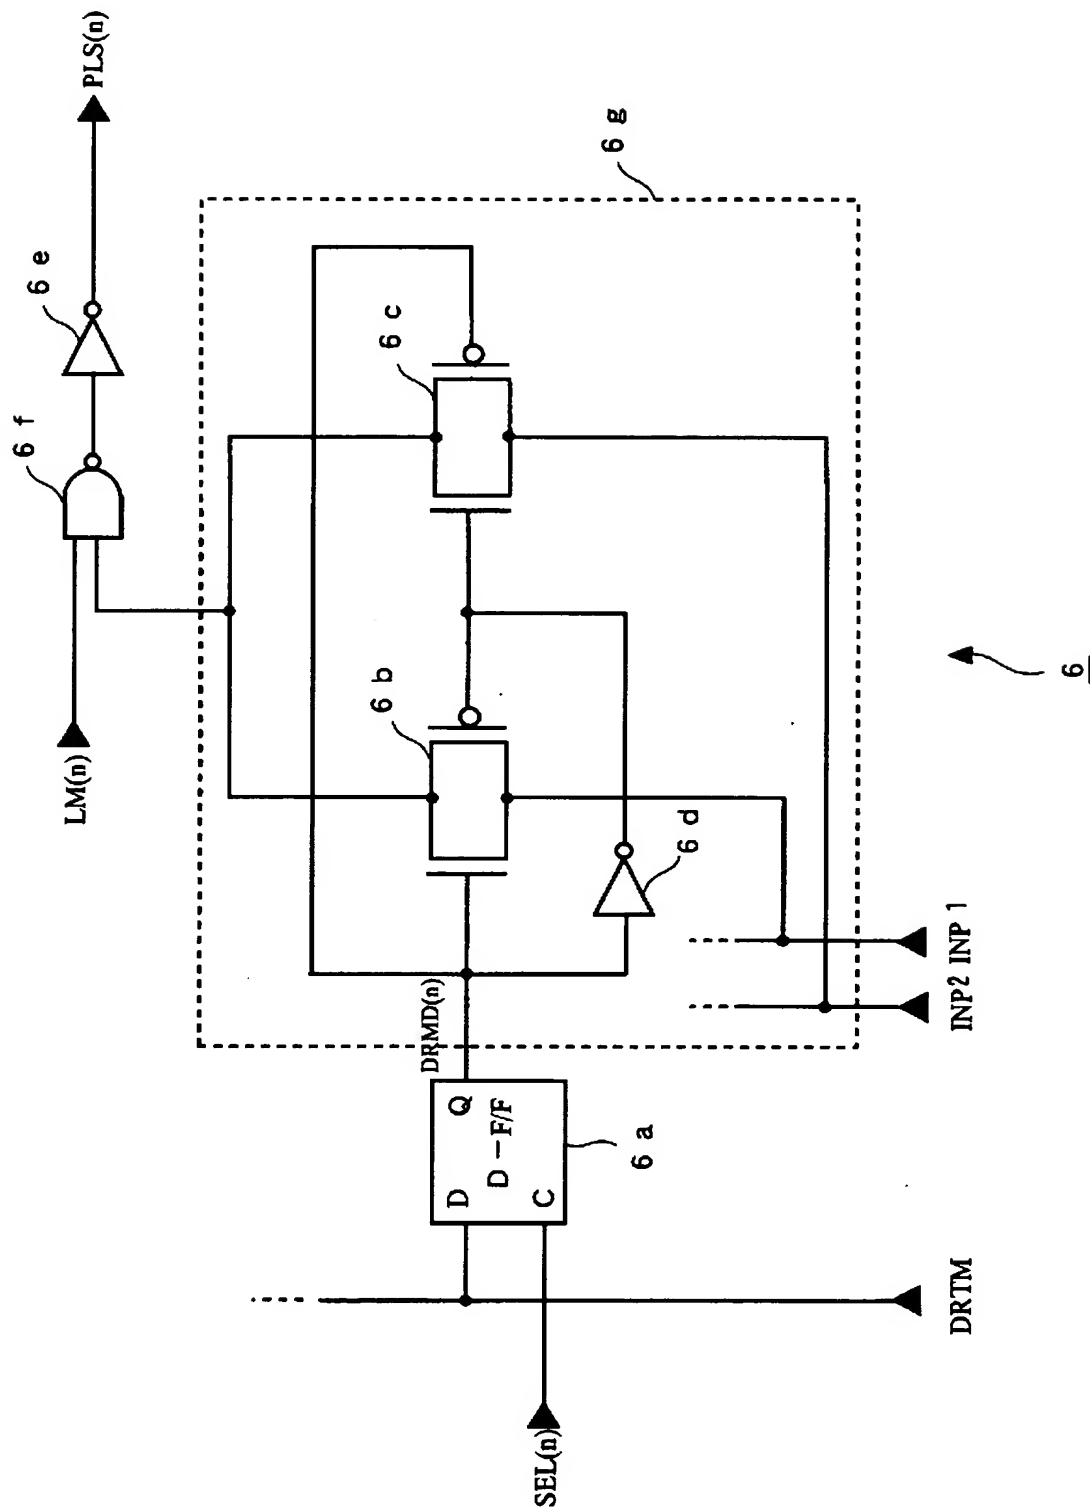 PLS(n)
6 e
6 f
LM(n)
6 g
6 c
6 b
6 d
DRMD(n)
INP 1
INP2
D Q
D-F/F
C
6 a
SEL(n)
DRTM
6